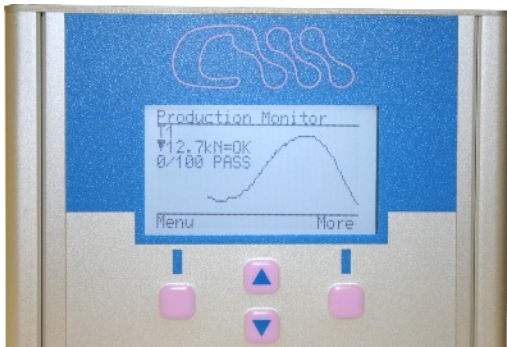 Production Monitor
T1
▼12.7kN=OK
0/100 PASS
Menu More